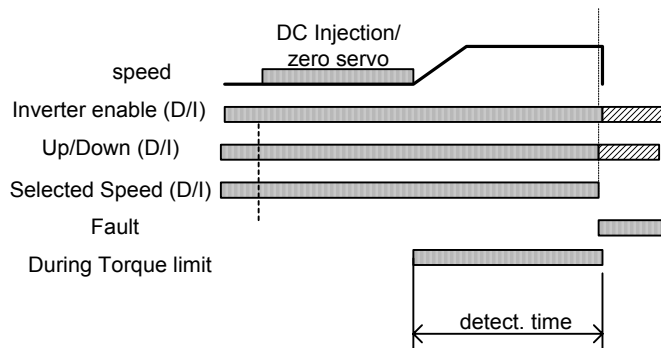 DC Injection/
zero servo
speed
Inverter enable (D/I)
Up/Down (D/I)
Selected Speed (D/I)
Fault
During Torque limit
detect. time